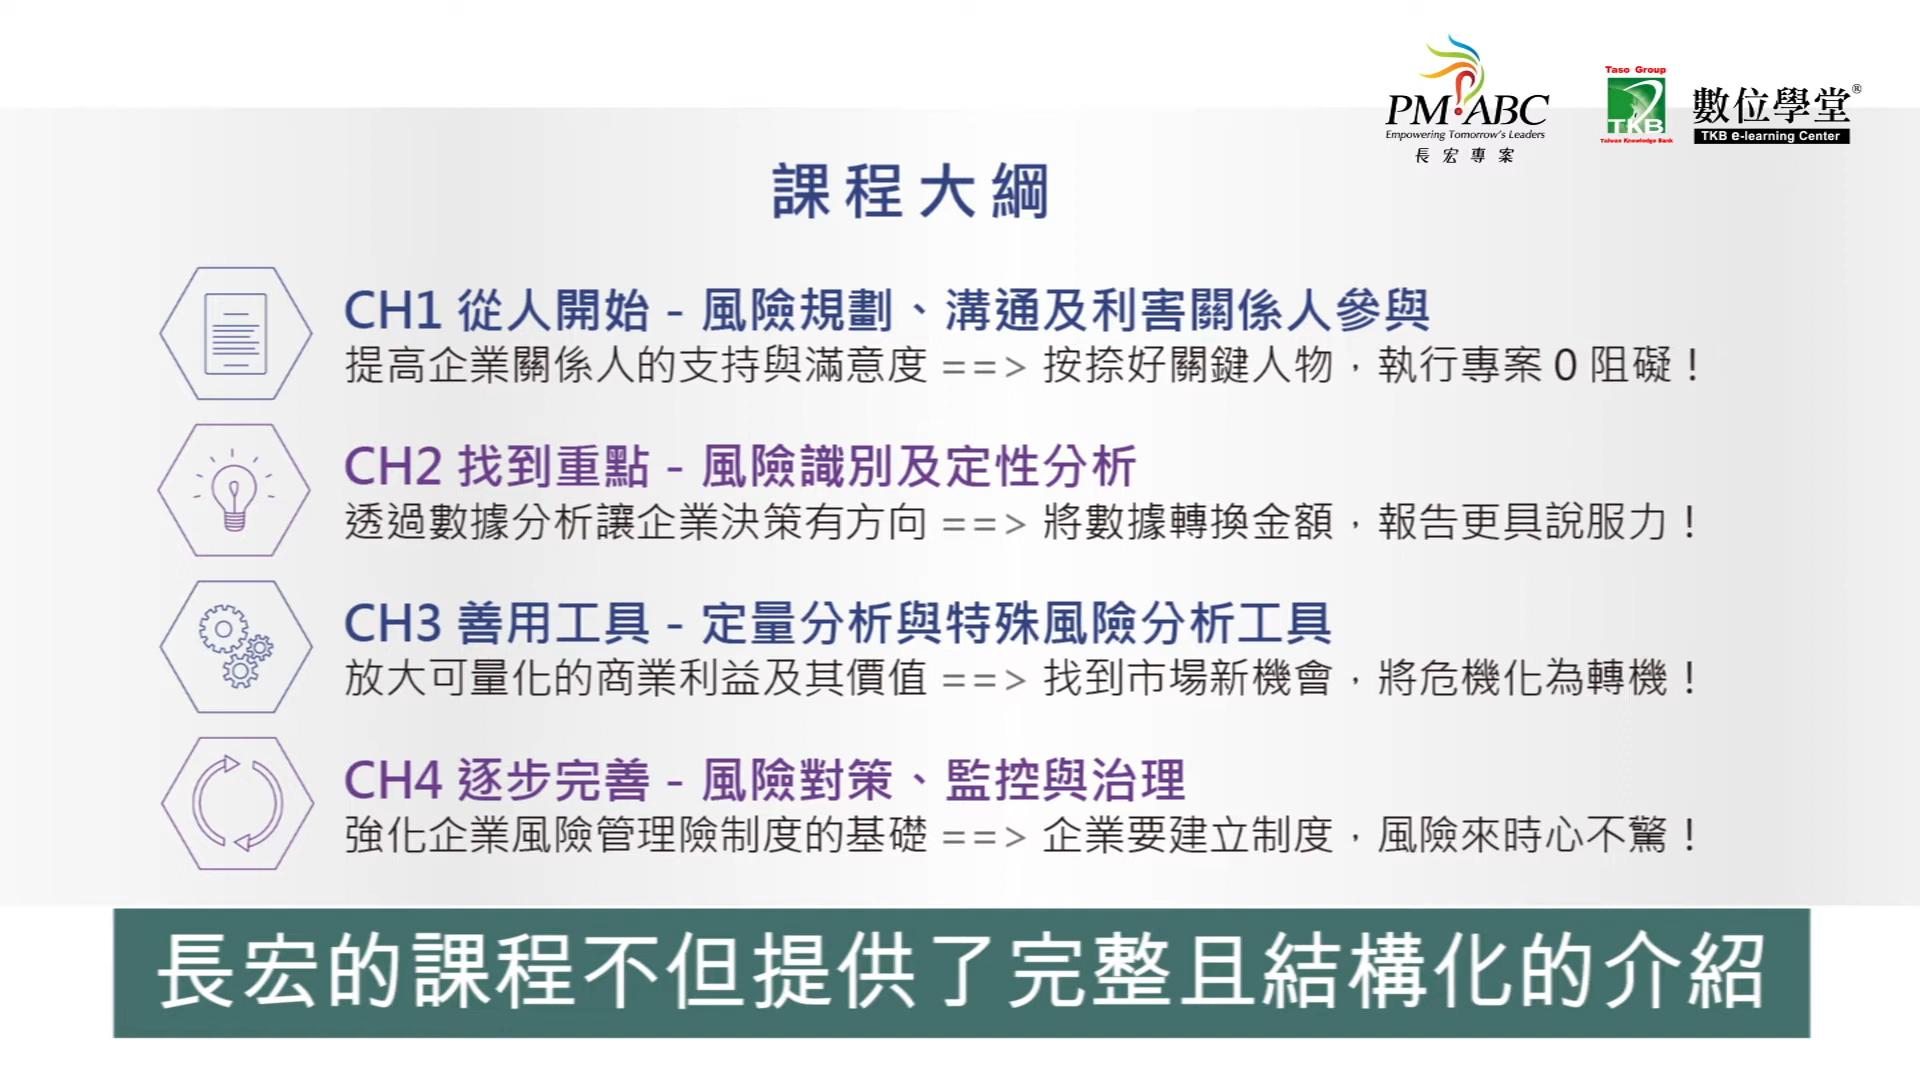 PM ABC
Empowering Tomorrow's Leaders
長宏專案
Taso Group
TKB
Taiwan Knowledge Bank
數位學堂®
TKB e-learning Center
課程大綱
CH1 從人開始 - 風險規劃、溝通及利害關係人參與
提高企業關係人的支持與滿意度 ==> 按捺好關鍵人物，執行專案 0 阻礙！
CH2 找到重點 - 風險識別及定性分析
透過數據分析讓企業決策有方向 ==> 將數據轉換金額，報告更具說服力！
CH3 善用工具 - 定量分析與特殊風險分析工具
放大可量化的商業利益及其價值 ==> 找到市場新機會，將危機化為轉機！
CH4 逐步完善 - 風險對策、監控與治理
強化企業風險管理險制度的基礎 ==> 企業要建立制度，風險來時心不驚！
長宏的課程不但提供了完整且結構化的介紹